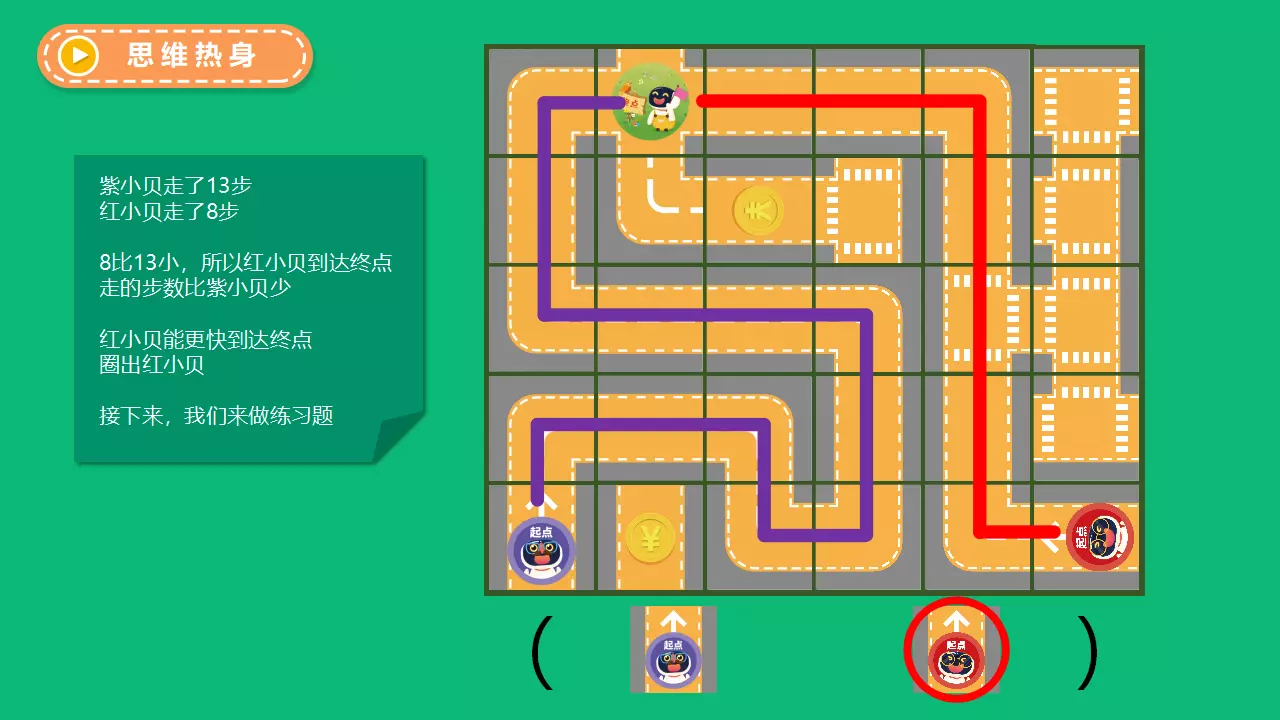 思维热身
紫小贝走了13步
红小贝走了8步
8比13小，所以红小贝到达终点
走的步数比紫小贝少
红小贝能更快到达终点
圈出红小贝
接下来，我们来做练习题
¥
起点
起点
(
起点
起点
)